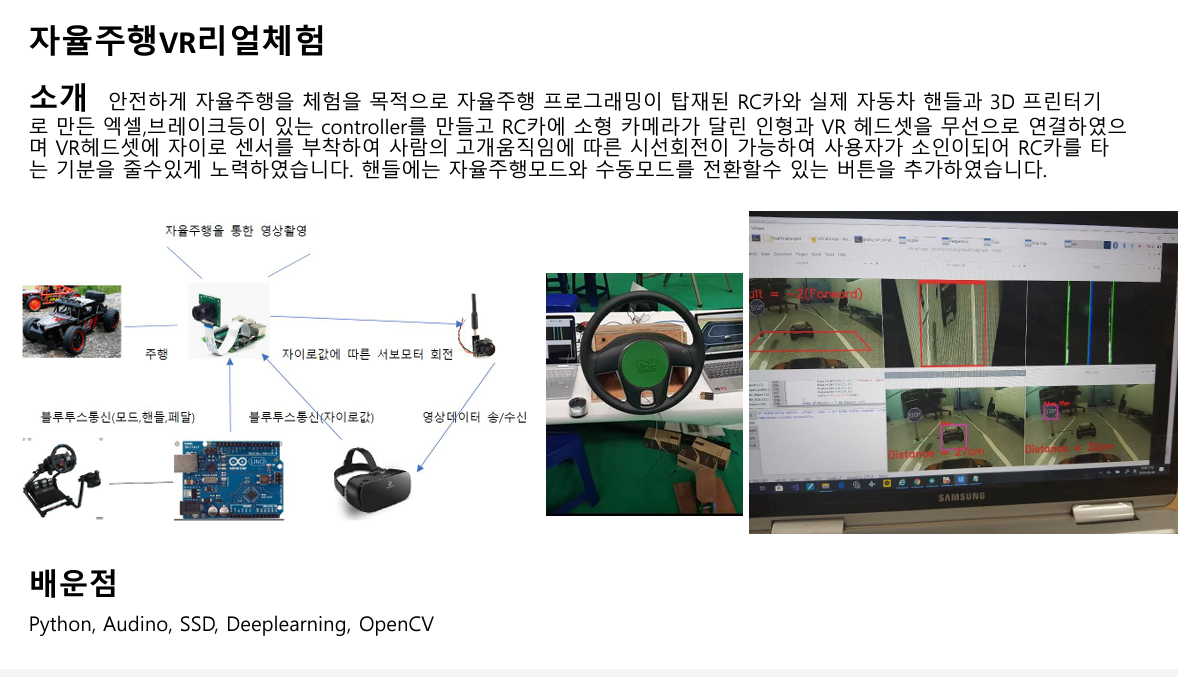 자율주행VR리얼체험
소개 안전하게 자율주행을 체험을 목적으로 자율주행 프로그래밍이 탑재된 RC카와 실제 자동차 핸들과 3D 프린터기
로 만든 엑셀,브레이크등이 있는 controller를 만들고 RC카에 소형 카메라가 달린 인형과 VR 헤드셋을 무선으로 연결하였으
며 VR헤드셋에 자이로 센서를 부착하여 사람의 고개움직임에 따른 시선회전이 가능하여 사용자가 소인이되어 RC카를 타
는 기분을 줄수있게 노력하였습니다. 핸들에는 자율주행모드와 수동모드를 전환할수 있는 버튼을 추가하였습니다.
자율주행을 통한 영상촬영
주행
자이로값에 따른 서보모터 회전
블루투스통신(모드,핸들,페달)
블루투스통신(자이로값)
영상데이터 송/수신
UNO
ult = -2(Forward)
STOP
STOP
STOP
Distance = 27cm
Distance =
SAMSUNG
배운점
Python, Audino, SSD, Deeplearning, OpenCV